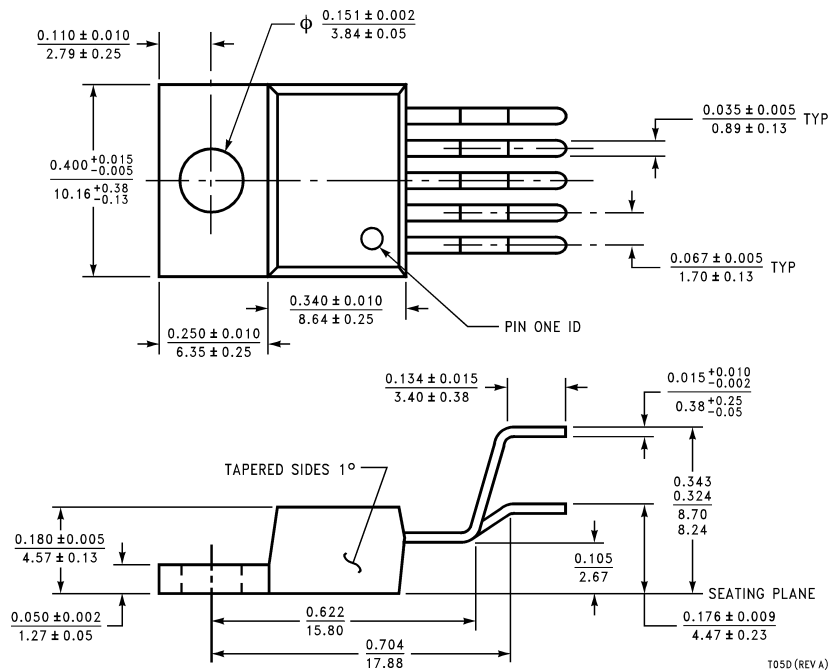 0.110 ± 0.010
2.79 ± 0.25
ϕ 0.151 ± 0.002
3.84 ± 0.05
0.035 ± 0.005
0.89 ± 0.13 TYP
0.400 +0.015 -0.005
10.16 +0.38 -0.13
0.067 ± 0.005
1.70 ± 0.13 TYP
0.340 ± 0.010
8.64 ± 0.25
PIN ONE ID
0.250 ± 0.010
6.35 ± 0.25
0.134 ± 0.015
3.40 ± 0.38
0.015 +0.010 -0.002
0.38 +0.25 -0.05
TAPERED SIDES 1°
0.343
0.324
8.70
8.24
0.180 ± 0.005
4.57 ± 0.13
0.105
2.67
SEATING PLANE
0.050 ± 0.002
1.27 ± 0.05
0.622
15.80
0.176 ± 0.009
4.47 ± 0.23
0.704
17.88
T05D (REV A)